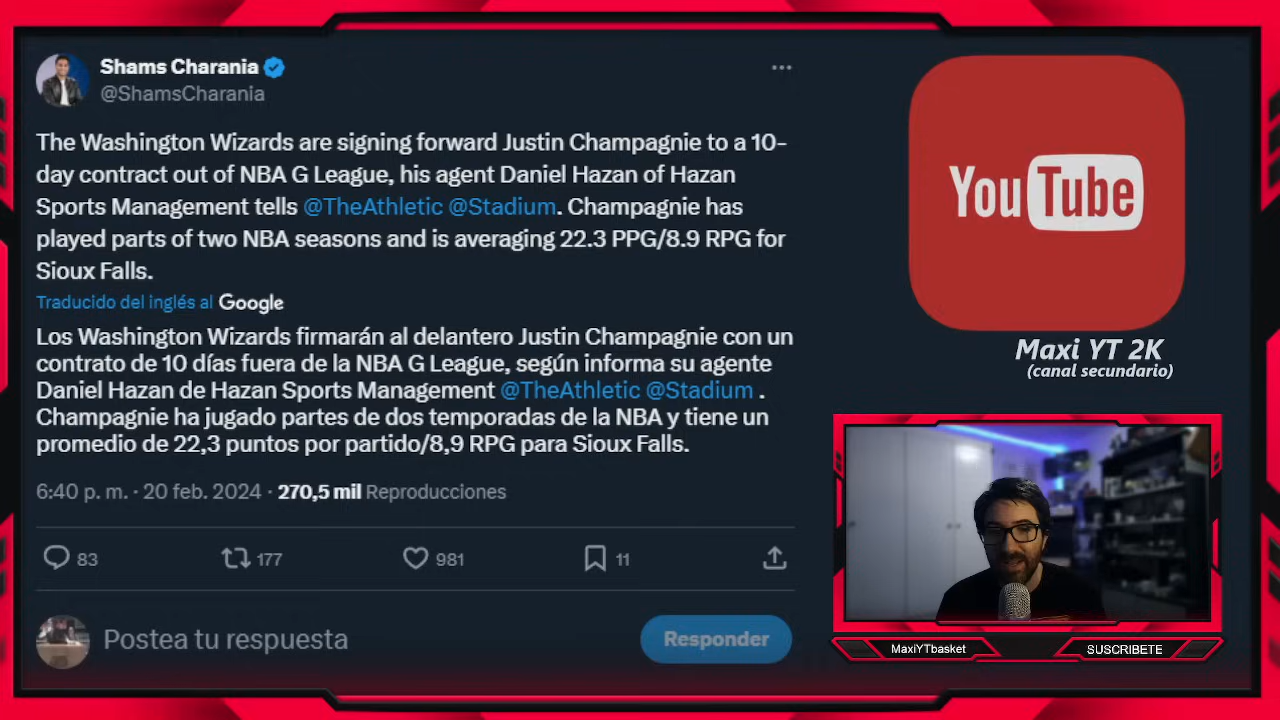 Shams Charania
@ShamsCharania
The Washington Wizards are signing forward Justin Champagnie to a 10-
day contract out of NBA G League, his agent Daniel Hazan of Hazan
Sports Management tells @TheAthletic @Stadium. Champagnie has
played parts of two NBA seasons and is averaging 22.3 PPG/8.9 RPG for
Sioux Falls.
Traducido del inglés al Google
Los Washington Wizards firmarán al delantero Justin Champagnie con un
contrato de 10 días fuera de la NBA G League, según informa su agente
Daniel Hazan de Hazan Sports Management @TheAthletic @Stadium .
Champagnie ha jugado partes de dos temporadas de la NBA y tiene un
promedio de 22,3 puntos por partido/8,9 RPG para Sioux Falls.
6:40 p. m. · 20 feb. 2024 · 270,5 mil Reproducciones
83 177 981 11
Postea tu respuesta
Responder
YouTube
Maxi YT 2K
(canal secundario)
MaxiYTbasket
SUSCRIBETE